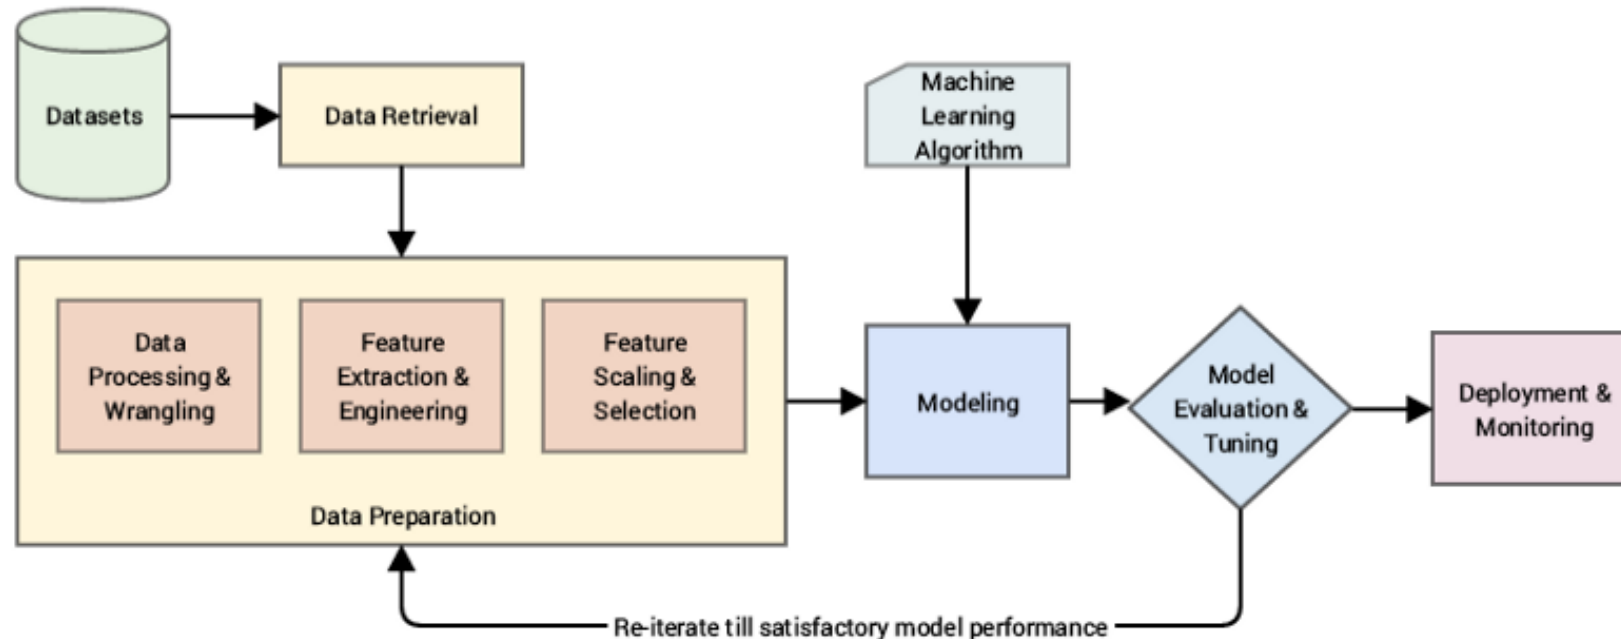 Datasets
Data Retrieval
Machine
Learning
Algorithm
Data
Processing &
Wrangling
Feature
Extraction &
Engineering
Feature
Scaling &
Selection
Data Preparation
Modeling
Model
Evaluation &
Tuning
Deployment &
Monitoring
Re-iterate till satisfactory model performance